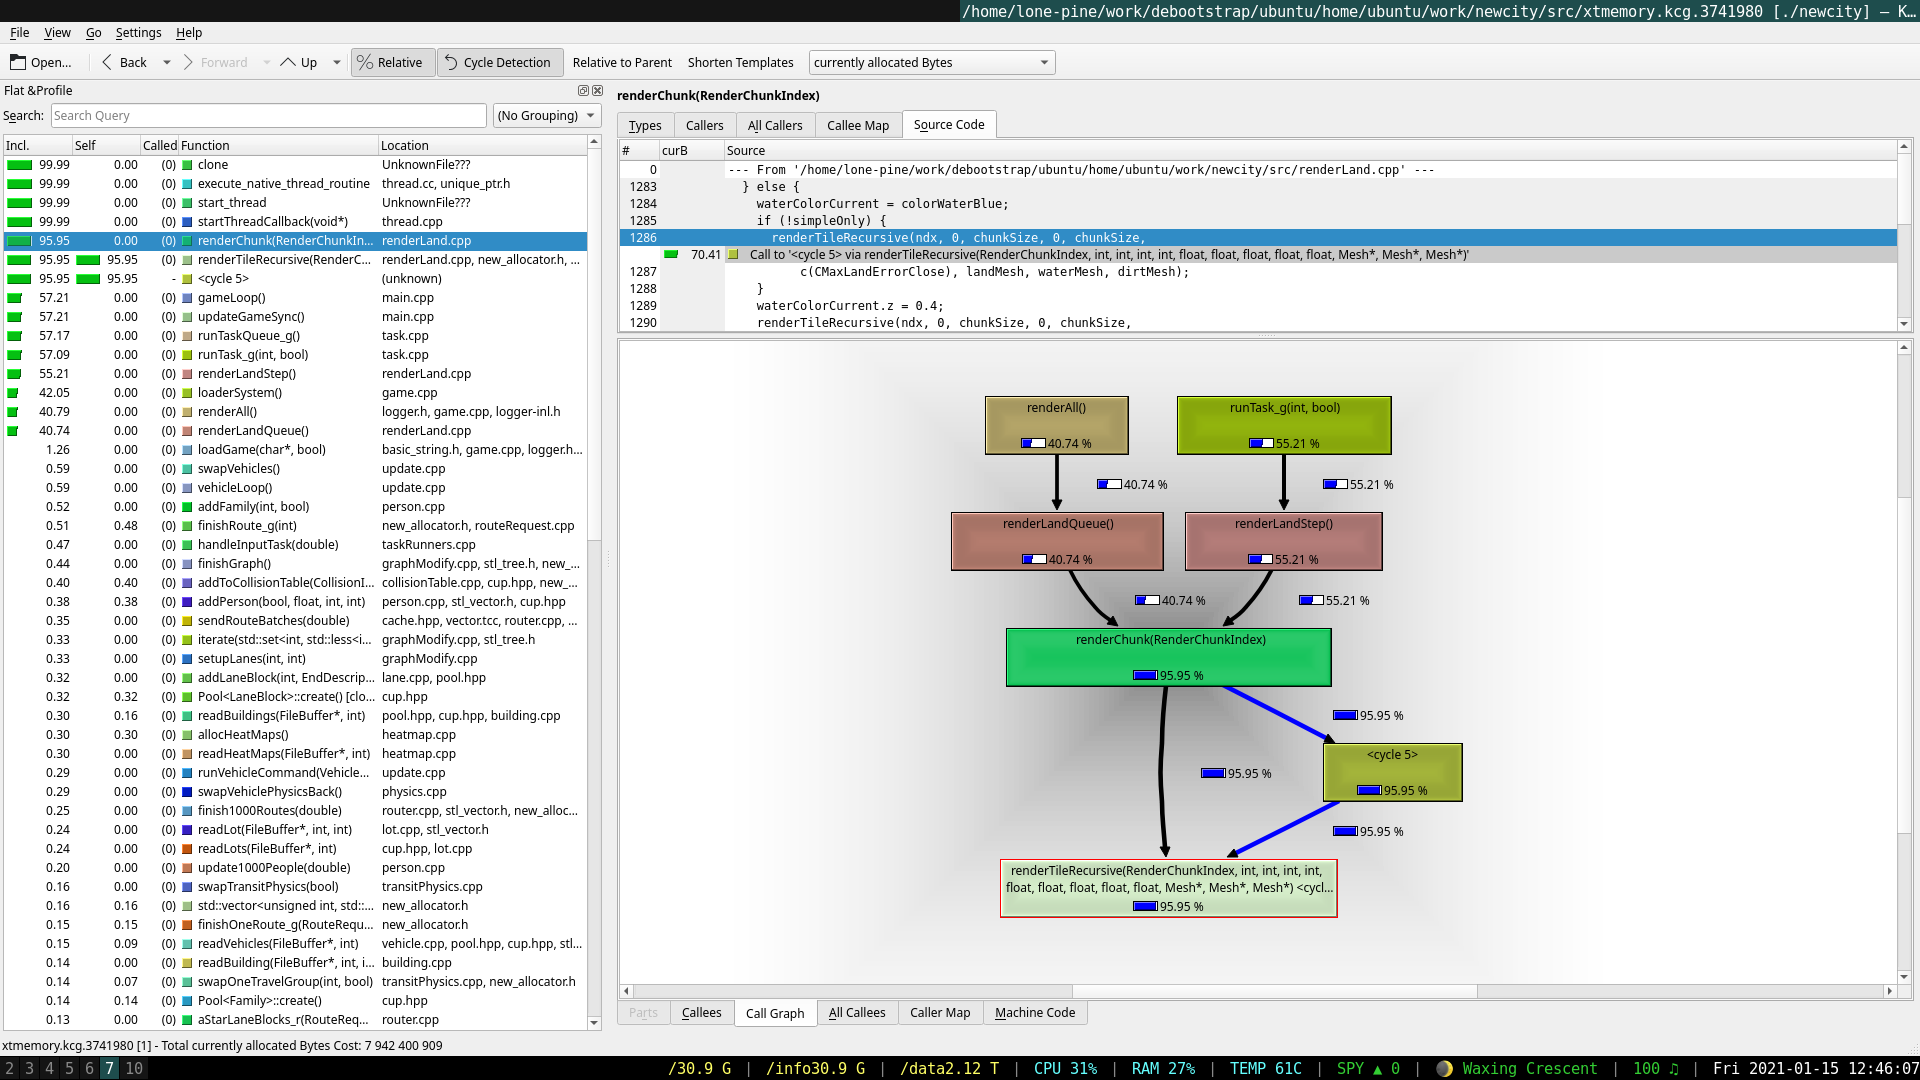 /home/lone-pine/work/debootstrap/ubuntu/home/ubuntu/work/newcity/src/xtmemory.kcg.3741980 [./newcity] — K…
File View Go Settings Help
Open... Back Forward Up Relative Cycle Detection Relative to Parent Shorten Templates currently allocated Bytes
Flat &Profile
Search: Search Query (No Grouping)
Incl. Self Called Function Location
99.99 0.00 (0) clone UnknownFile???
99.99 0.00 (0) execute_native_thread_routine thread.cc, unique_ptr.h
99.99 0.00 (0) start_thread UnknownFile???
99.99 0.00 (0) startThreadCallback(void*) thread.cpp
95.95 0.00 (0) renderChunk(RenderChunkIn... renderLand.cpp
95.95 95.95 (0) renderTileRecursive(RenderC... renderLand.cpp, new_allocator.h, ...
95.95 95.95 - <cycle 5> (unknown)
57.21 0.00 (0) gameLoop() main.cpp
57.21 0.00 (0) updateGameSync() main.cpp
57.17 0.00 (0) runTaskQueue_g() task.cpp
57.09 0.00 (0) runTask_g(int, bool) task.cpp
55.21 0.00 (0) renderLandStep() renderLand.cpp
42.05 0.00 (0) loaderSystem() game.cpp
40.79 0.00 (0) renderAll() logger.h, game.cpp, logger-inl.h
40.74 0.00 (0) renderLandQueue() renderLand.cpp
1.26 0.00 (0) loadGame(char*, bool) basic_string.h, game.cpp, logger.h...
0.59 0.00 (0) swapVehicles() update.cpp
0.59 0.00 (0) vehicleLoop() update.cpp
0.52 0.00 (0) addFamily(int, bool) person.cpp
0.51 0.48 (0) finishRoute_g(int) new_allocator.h, routeRequest.cpp
0.47 0.00 (0) handleInputTask(double) taskRunners.cpp
0.44 0.00 (0) finishGraph() graphModify.cpp, stl_tree.h, new_...
0.40 0.40 (0) addToCollisionTable(CollisionI... collisionTable.cpp, cup.hpp, new_...
0.38 0.38 (0) addPerson(bool, float, int, int) person.cpp, stl_vector.h, cup.hpp
0.35 0.00 (0) sendRouteBatches(double) cache.hpp, vector.tcc, router.cpp, ...
0.33 0.00 (0) iterate(std::set<int, std::less<i... graphModify.cpp, stl_tree.h
0.33 0.00 (0) setupLanes(int, int) graphModify.cpp
0.32 0.00 (0) addLaneBlock(int, EndDescrip... lane.cpp, pool.hpp
0.32 0.32 (0) Pool<LaneBlock>::create() [clo... cup.hpp
0.30 0.16 (0) readBuildings(FileBuffer*, int) pool.hpp, cup.hpp, building.cpp
0.30 0.30 (0) allocHeatMaps() heatmap.cpp
0.30 0.00 (0) readHeatMaps(FileBuffer*, int) heatmap.cpp
0.29 0.00 (0) runVehicleCommand(Vehicle... update.cpp
0.29 0.00 (0) swapVehiclePhysicsBack() physics.cpp
0.25 0.00 (0) finish1000Routes(double) router.cpp, stl_vector.h, new_alloc...
0.24 0.00 (0) readLot(FileBuffer*, int, int) lot.cpp, stl_vector.h
0.24 0.00 (0) readLots(FileBuffer*, int) cup.hpp, lot.cpp
0.20 0.00 (0) update1000People(double) person.cpp
0.16 0.00 (0) swapTransitPhysics(bool) transitPhysics.cpp
0.16 0.16 (0) std::vector<unsigned int, std::... new_allocator.h
0.15 0.15 (0) finishOneRoute_g(RouteRequ... new_allocator.h
0.15 0.09 (0) readVehicles(FileBuffer*, int) vehicle.cpp, pool.hpp, cup.hpp, stl...
0.14 0.00 (0) readBuilding(FileBuffer*, int, i... building.cpp
0.14 0.07 (0) swapOneTravelGroup(int, bool) transitPhysics.cpp, new_allocator.h
0.14 0.14 (0) Pool<Family>::create() cup.hpp
0.13 0.00 (0) aStarLaneBlocks_r(RouteReq... router.cpp
renderChunk(RenderChunkIndex)
Types Callers All Callers Callee Map Source Code
# curB Source
0 --- From '/home/lone-pine/work/debootstrap/ubuntu/home/ubuntu/work/newcity/src/renderLand.cpp' ---
1283 } else {
1284 waterColorCurrent = colorWaterBlue;
1285 if (!simpleOnly) {
1286 renderTileRecursive(ndx, 0, chunkSize, 0, chunkSize,
70.41 Call to '<cycle 5> via renderTileRecursive(RenderChunkIndex, int, int, int, int, float, float, float, float, float, Mesh*, Mesh*, Mesh*)'
1287 c(CMaxLandErrorClose), landMesh, waterMesh, dirtMesh);
1288 }
1289 waterColorCurrent.z = 0.4;
1290 renderTileRecursive(ndx, 0, chunkSize, 0, chunkSize,
renderAll() runTask_g(int, bool)
40.74 % 55.21 %
40.74 % 55.21 %
renderLandQueue() renderLandStep()
40.74 % 55.21 %
40.74 % 55.21 %
renderChunk(RenderChunkIndex)
95.95 %
95.95 %
<cycle 5>
95.95 %
95.95 %
95.95 %
renderTileRecursive(RenderChunkIndex, int, int, int, int,
float, float, float, float, float, Mesh*, Mesh*, Mesh*) <cycl...
95.95 %
Parts Callees Call Graph All Callees Caller Map Machine Code
xtmemory.kcg.3741980 [1] - Total currently allocated Bytes Cost: 7 942 400 909
2 3 4 5 6 7 10 /30.9 G | /info30.9 G | /data2.12 T | CPU 31% | RAM 27% | TEMP 61C | SPY ▲ 0 | Waxing Crescent | 100 ♫ | Fri 2021-01-15 12:46:07